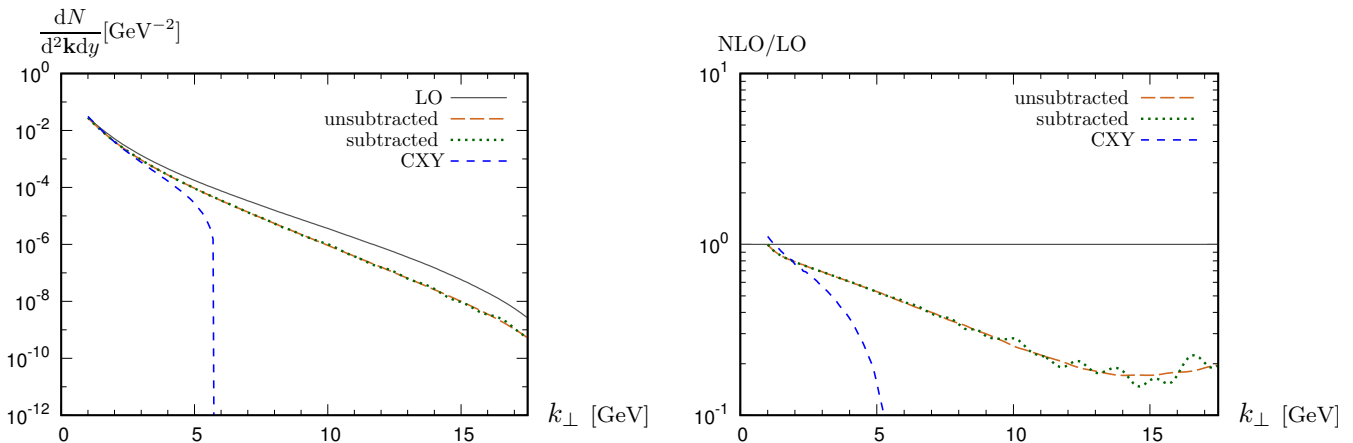 dN
d²𝐤dy [GeV⁻²]
10⁰
10⁻²
10⁻⁴
10⁻⁶
10⁻⁸
10⁻¹⁰
10⁻¹²
0 5 10 15
k⊥ [GeV]
LO
unsubtracted
subtracted
CXY
NLO/LO
10¹
10⁰
10⁻¹
0 5 10 15
k⊥ [GeV]
unsubtracted
subtracted
CXY